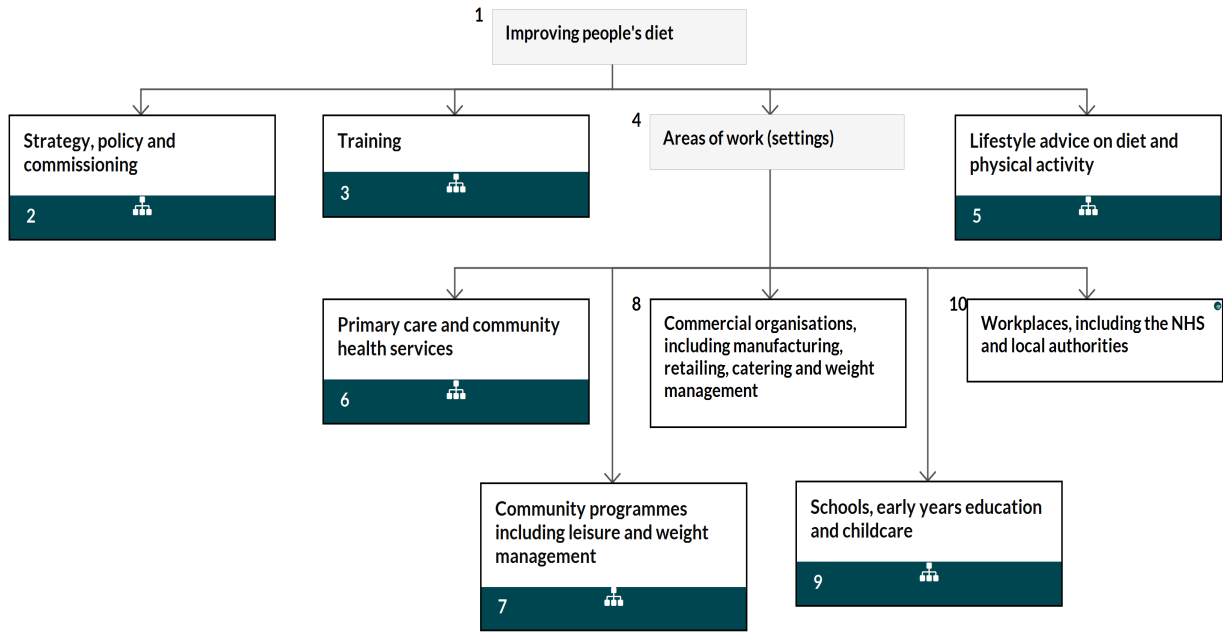 1
Improving people's diet
Strategy, policy and
commissioning
2
Training
3
4
Areas of work (settings)
Lifestyle advice on diet and
physical activity
5
Primary care and community
health services
6
8
Commercial organisations,
including manufacturing,
retailing, catering and weight
management
10
Workplaces, including the NHS
and local authorities
Community programmes
including leisure and weight
management
7
Schools, early years education
and childcare
9